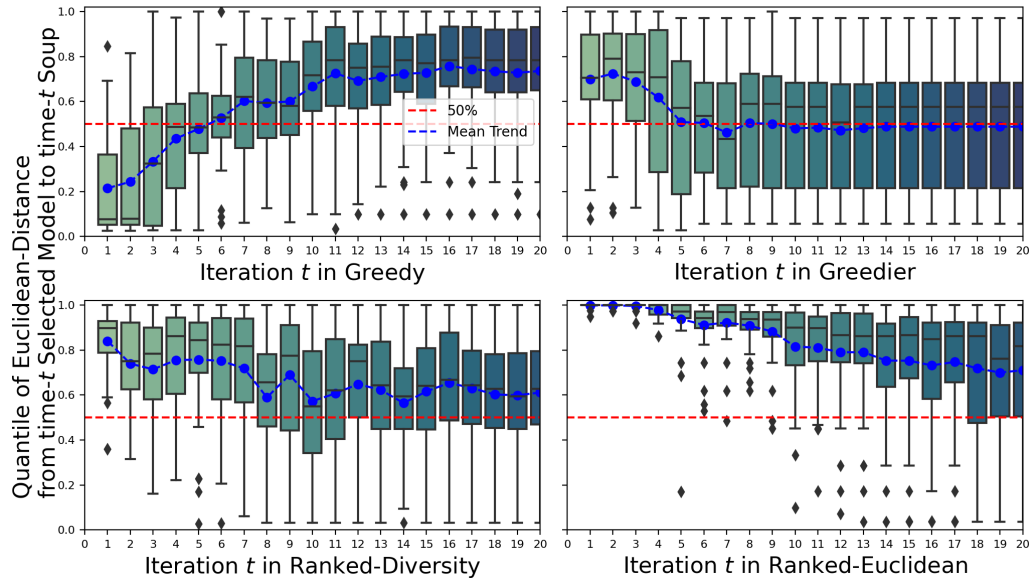 Quantile of Euclidean-Distance
from time-t Selected Model to time-t Soup
1.0
0.8
0.6
0.4
0.2
0.0
0 1 2 3 4 5 6 7 8 9 10 11 12 13 14 15 16 17 18 19 20
Iteration t in Greedy
50%
Mean Trend
1.0
0.8
0.6
0.4
0.2
0.0
0 1 2 3 4 5 6 7 8 9 10 11 12 13 14 15 16 17 18 19 20
Iteration t in Greedier
1.0
0.8
0.6
0.4
0.2
0.0
0 1 2 3 4 5 6 7 8 9 10 11 12 13 14 15 16 17 18 19 20
Iteration t in Ranked-Diversity
1.0
0.8
0.6
0.4
0.2
0.0
0 1 2 3 4 5 6 7 8 9 10 11 12 13 14 15 16 17 18 19 20
Iteration t in Ranked-Euclidean